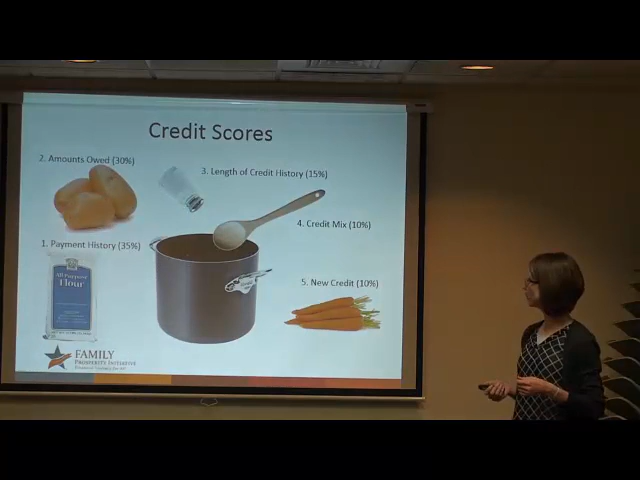 Credit Scores
2. Amounts Owed (30%)
3. Length of Credit History (15%)
4. Credit Mix (10%)
1. Payment History (35%)
5. New Credit (10%)
All-Purpose
Flour
FAMILY
PROSPERITY INITIATIVE